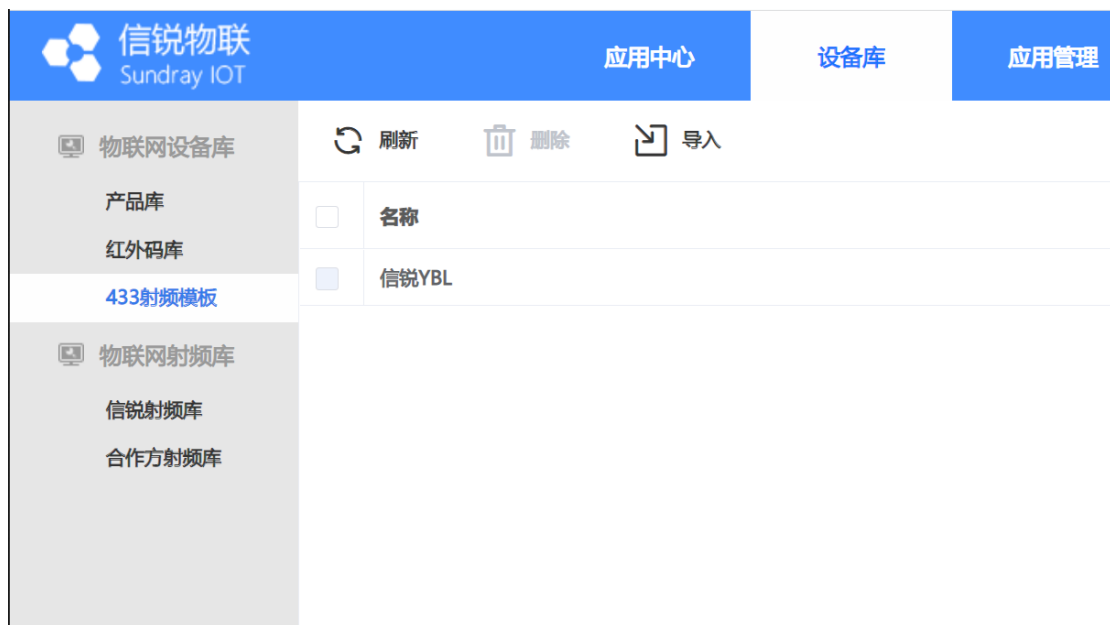 信锐物联
Sundray IOT
应用中心 设备库 应用管理
物联网设备库
产品库
红外码库
433射频模板
物联网射频库
信锐射频库
合作方射频库
刷新 删除 导入
名称
信锐YBL